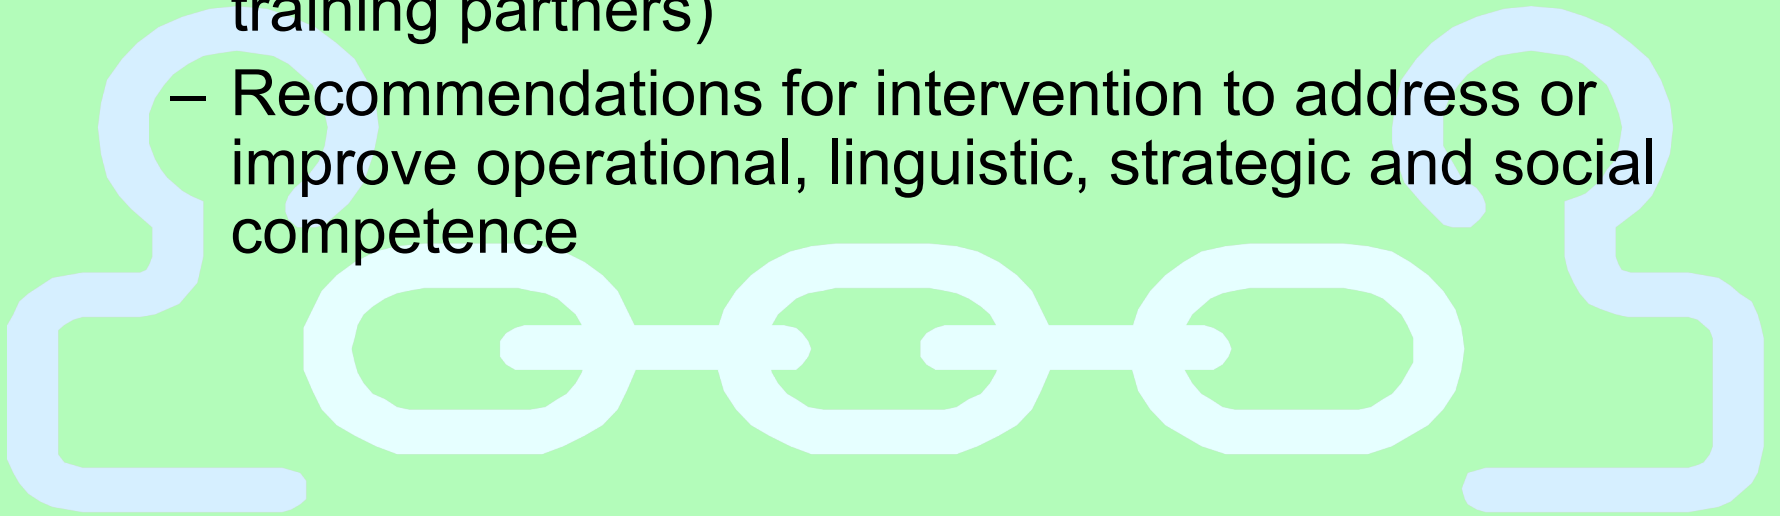 training partners)
– Recommendations for intervention to address or
improve operational, linguistic, strategic and social
competence